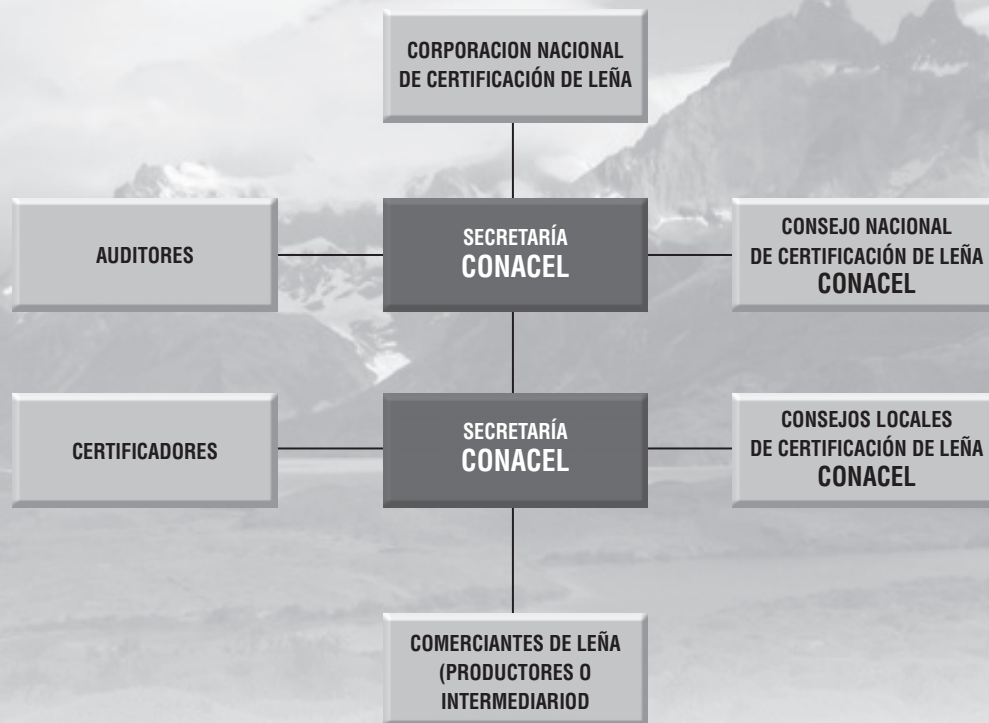 CORPORACION NACIONAL
DE CERTIFICACIÓN DE LEÑA
AUDITORES
SECRETARÍA
CONACEL
CONSEJO NACIONAL
DE CERTIFICACIÓN DE LEÑA
CONACEL
CERTIFICADORES
SECRETARÍA
CONACEL
CONSEJOS LOCALES
DE CERTIFICACIÓN DE LEÑA
CONACEL
COMERCIANTES DE LEÑA
(PRODUCTORES O
INTERMEDIARIOD